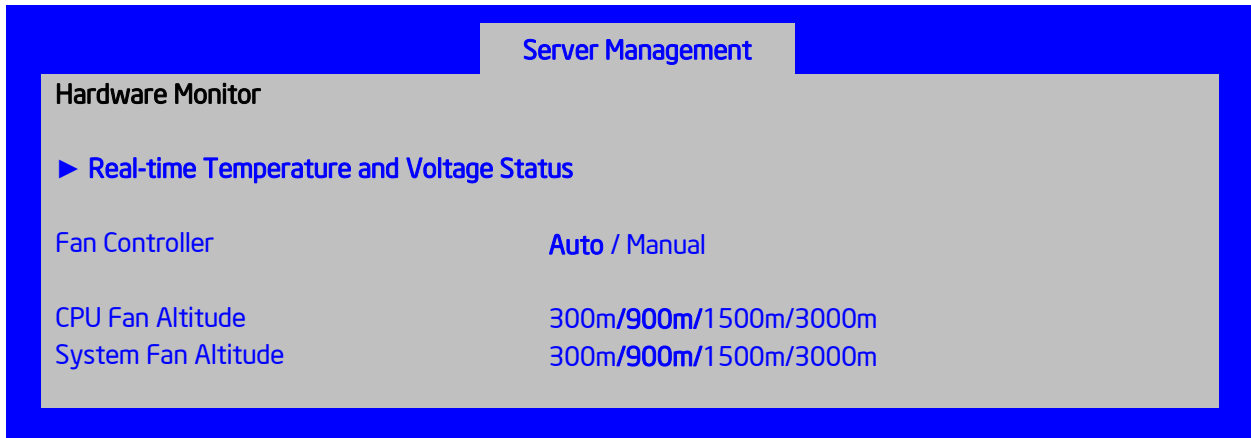 Server Management
Hardware Monitor
► Real-time Temperature and Voltage Status
Fan Controller Auto / Manual
CPU Fan Altitude 300m/900m/1500m/3000m
System Fan Altitude 300m/900m/1500m/3000m